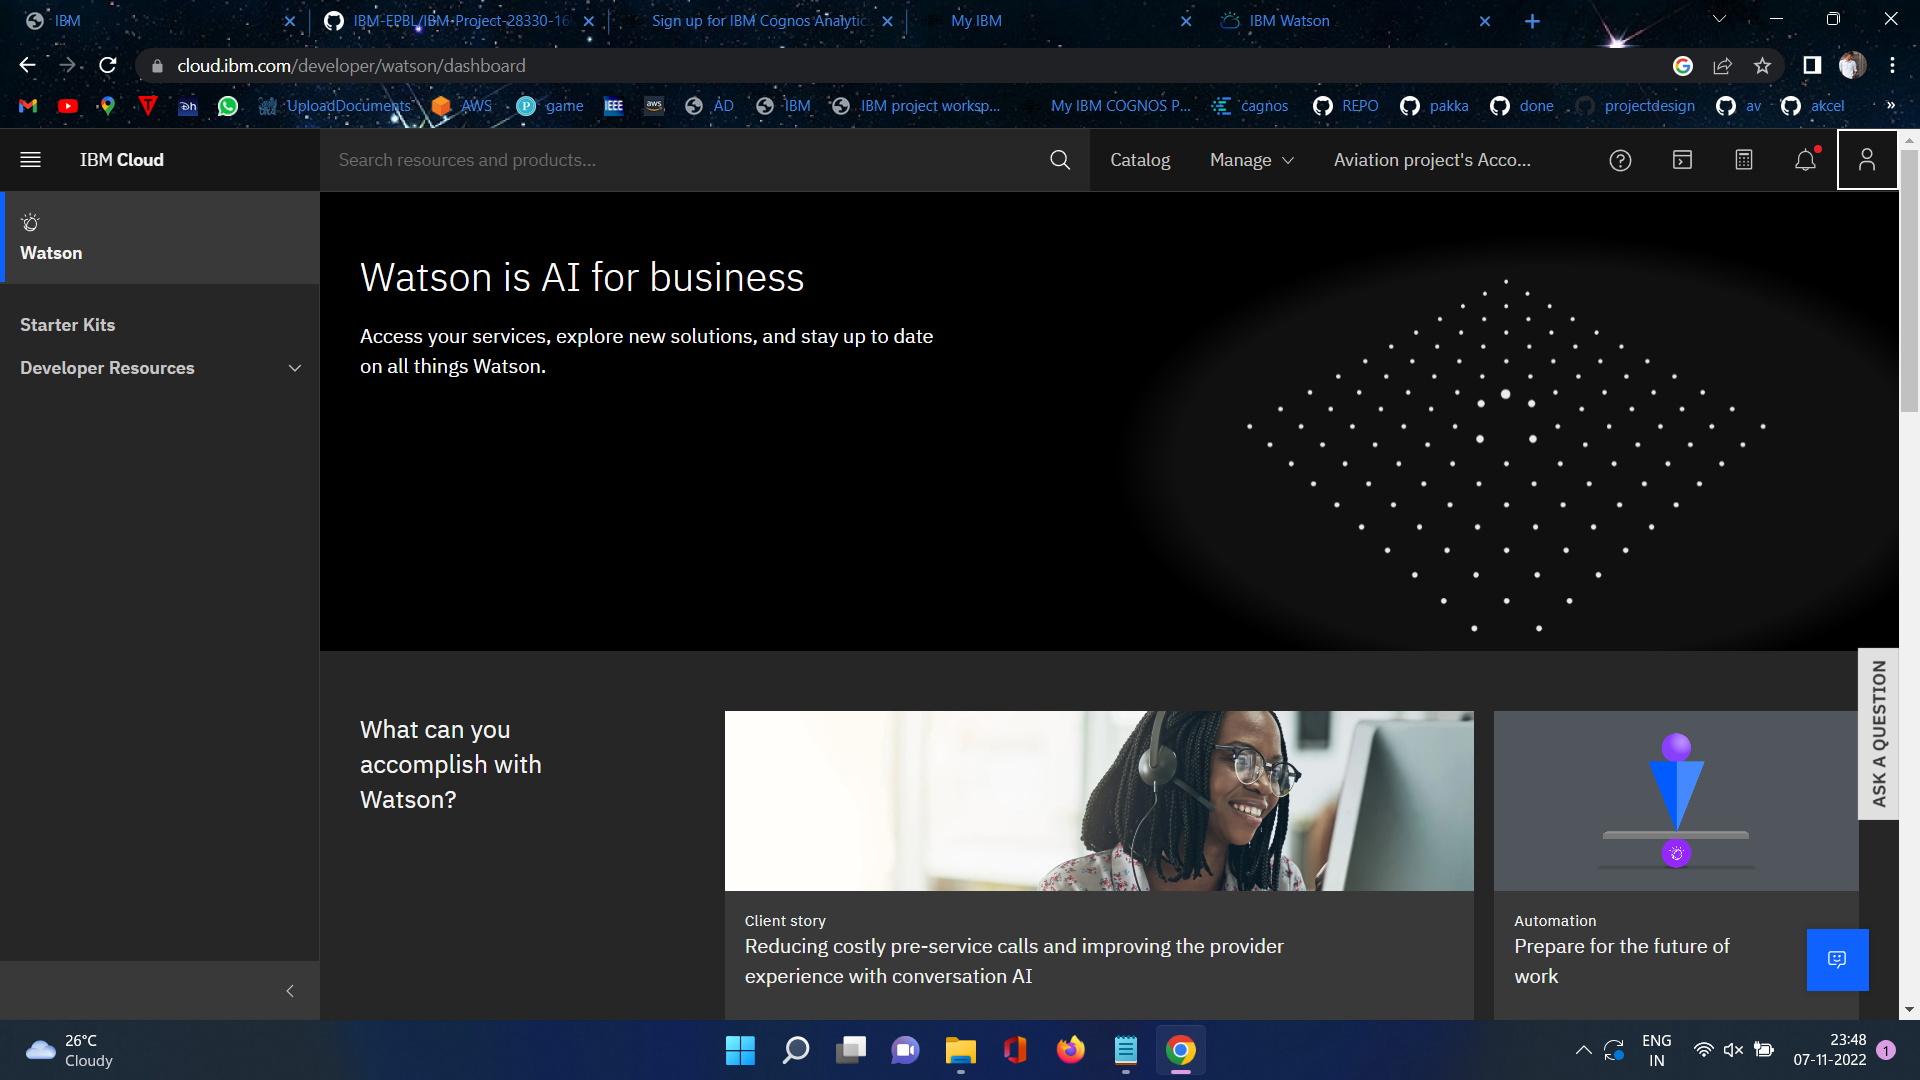 IBM
IBM-EPBL/IBM-Project-28330-16
Sign up for IBM Cognos Analytic
My IBM
IBM Watson
cloud.ibm.com/developer/watson/dashboard
UploadDocuments
AWS
game
IEEE
aws
AD
IBM
IBM project worksp...
My IBM COGNOS P...
cagnos
REPO
pakka
done
projectdesign
av
akcel
»
IBM Cloud
Search resources and products...
Catalog
Manage
Aviation project's Acco...
Watson
Starter Kits
Developer Resources
Watson is AI for business
Access your services, explore new solutions, and stay up to date
on all things Watson.
ASK A QUESTION
What can you
accomplish with
Watson?
Client story
Reducing costly pre-service calls and improving the provider
experience with conversation AI
Automation
Prepare for the future of
work
26°C
Cloudy
ENG
IN
23:48
07-11-2022
1